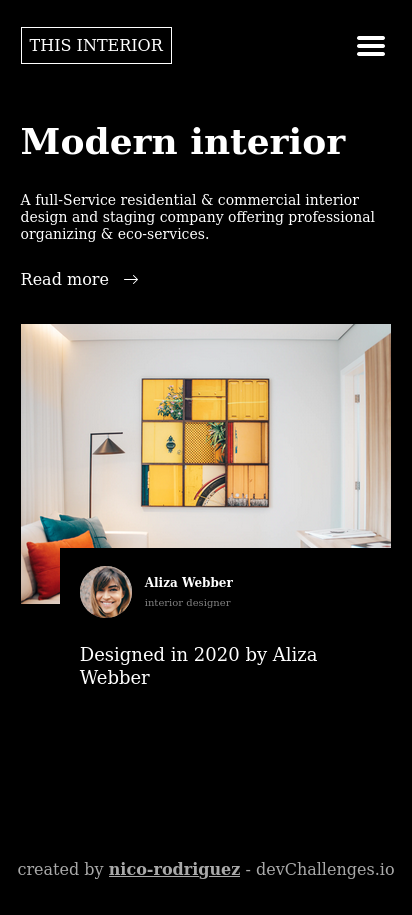 THIS INTERIOR
Modern interior
A full-Service residential & commercial interior
design and staging company offering professional
organizing & eco-services.
Read more →
Aliza Webber
interior designer
Designed in 2020 by Aliza
Webber
created by nico-rodriguez - devChallenges.io